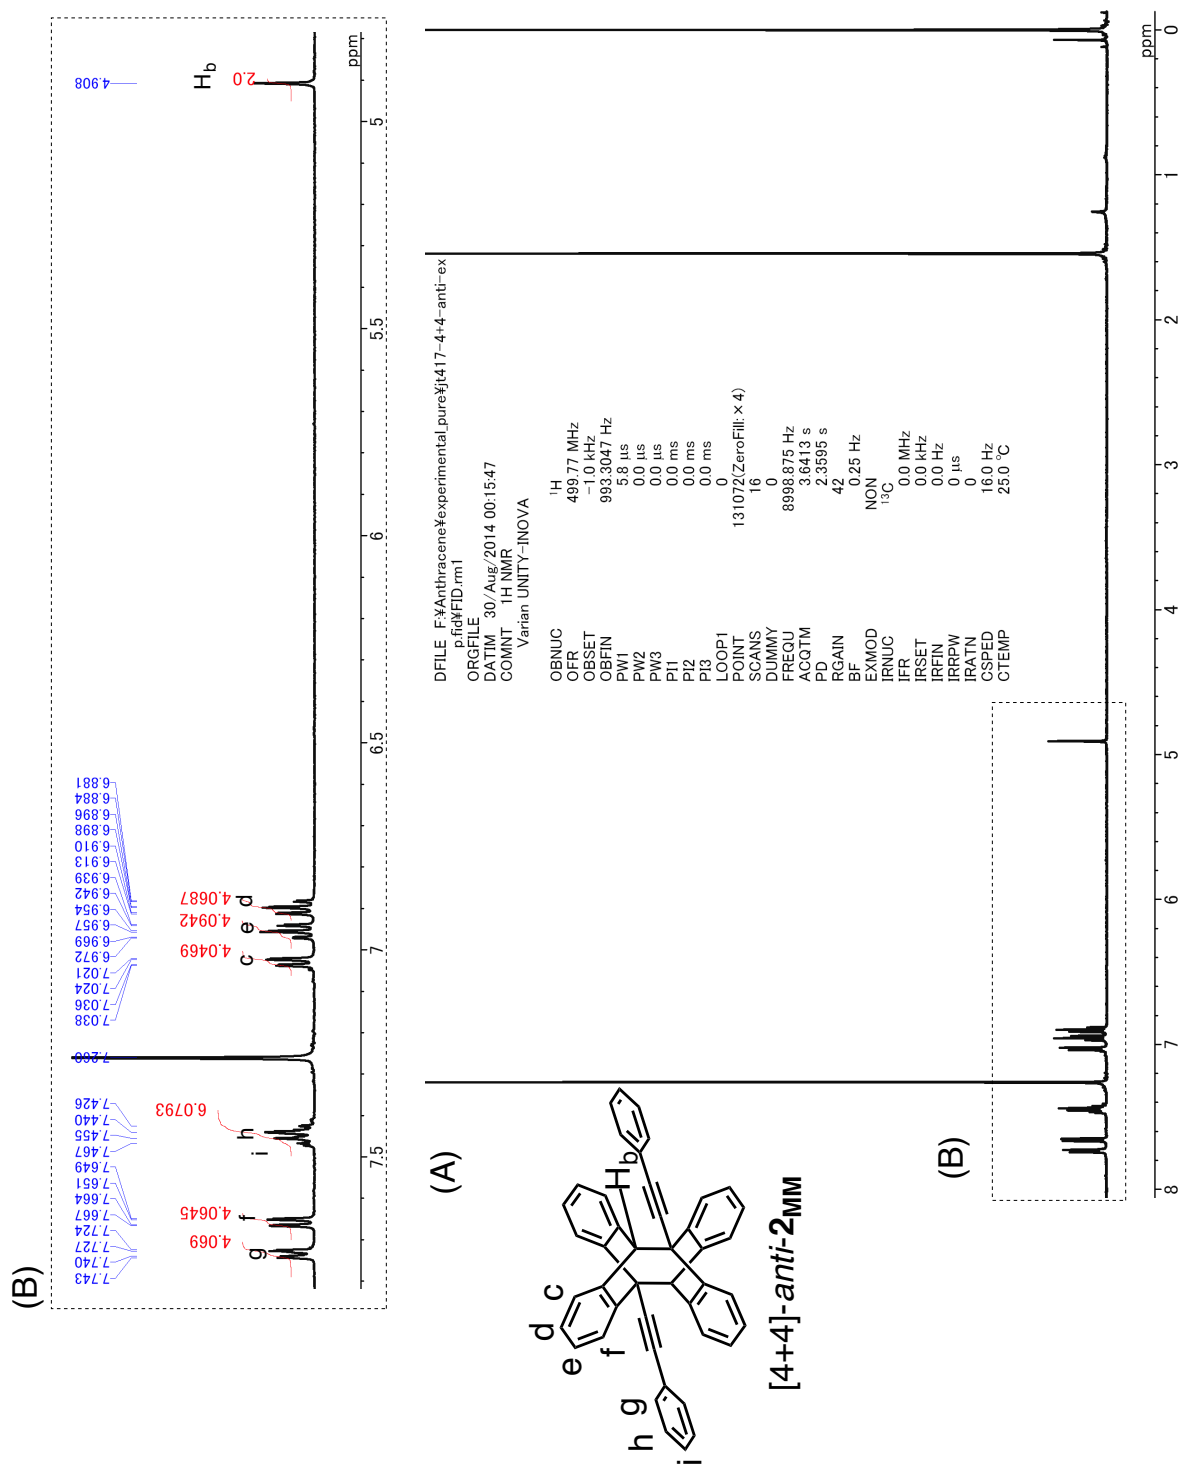 (B)
7.743
7.740
7.727
7.724
7.667
7.664
7.651
7.649
7.467
7.455
7.440
7.426
7.260
7.038
7.036
7.024
7.021
6.972
6.969
6.957
6.954
6.942
6.939
6.913
6.910
6.898
6.896
6.884
6.881
4.908
4.069
4.0645
6.0793
4.0469
4.0942
4.0687
2.0
g
f
i
h
c
e
d
Hb
7.5
7
6.5
6
5.5
5
ppm
(A)
DFILE F:¥Anthracene¥experimental_pure¥jt417-4+4-anti-ex
p.fid¥FID.rm1
ORGFILE
DATIM 30/Aug/2014 00:15:47
COMNT 1H NMR
Varian UNITY-INOVA
OBNUC 1H
OFR 499.77 MHz
OBSET -1.0 kHz
OBFIN 993.3047 Hz
PW1 5.8 µs
PW2 0.0 µs
PW3 0.0 µs
PI1 0.0 ms
PI2 0.0 ms
PI3 0.0 ms
LOOP1 0
POINT 131072(ZeroFill: × 4)
SCANS 16
DUMMY 0
FREQU 8998.875 Hz
ACQTM 3.6413 s
PD 2.3595 s
RGAIN 42
BF 0.25 Hz
EXMOD NON
IRNUC 13C
IFR 0.0 MHz
IRSET 0.0 kHz
IRFIN 0.0 Hz
IRRPW 0 µs
IRATN 0
CSPED 16.0 Hz
CTEMP 25.0 °C
d
c
e
f
g
h
i
Hb
[4+4]-anti-2MM
(B)
8
7
6
5
4
3
2
1
0
ppm